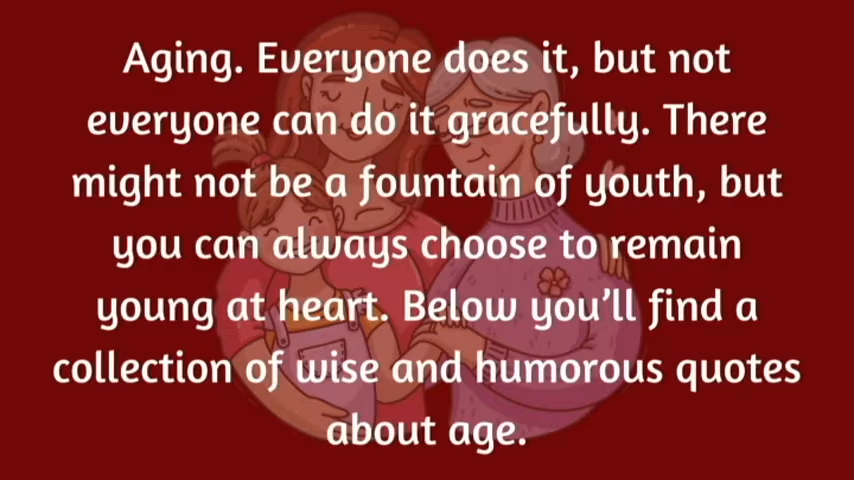 Aging. Everyone does it, but not
everyone can do it gracefully. There
might not be a fountain of youth, but
you can always choose to remain
young at heart. Below you’ll find a
collection of wise and humorous quotes
about age.